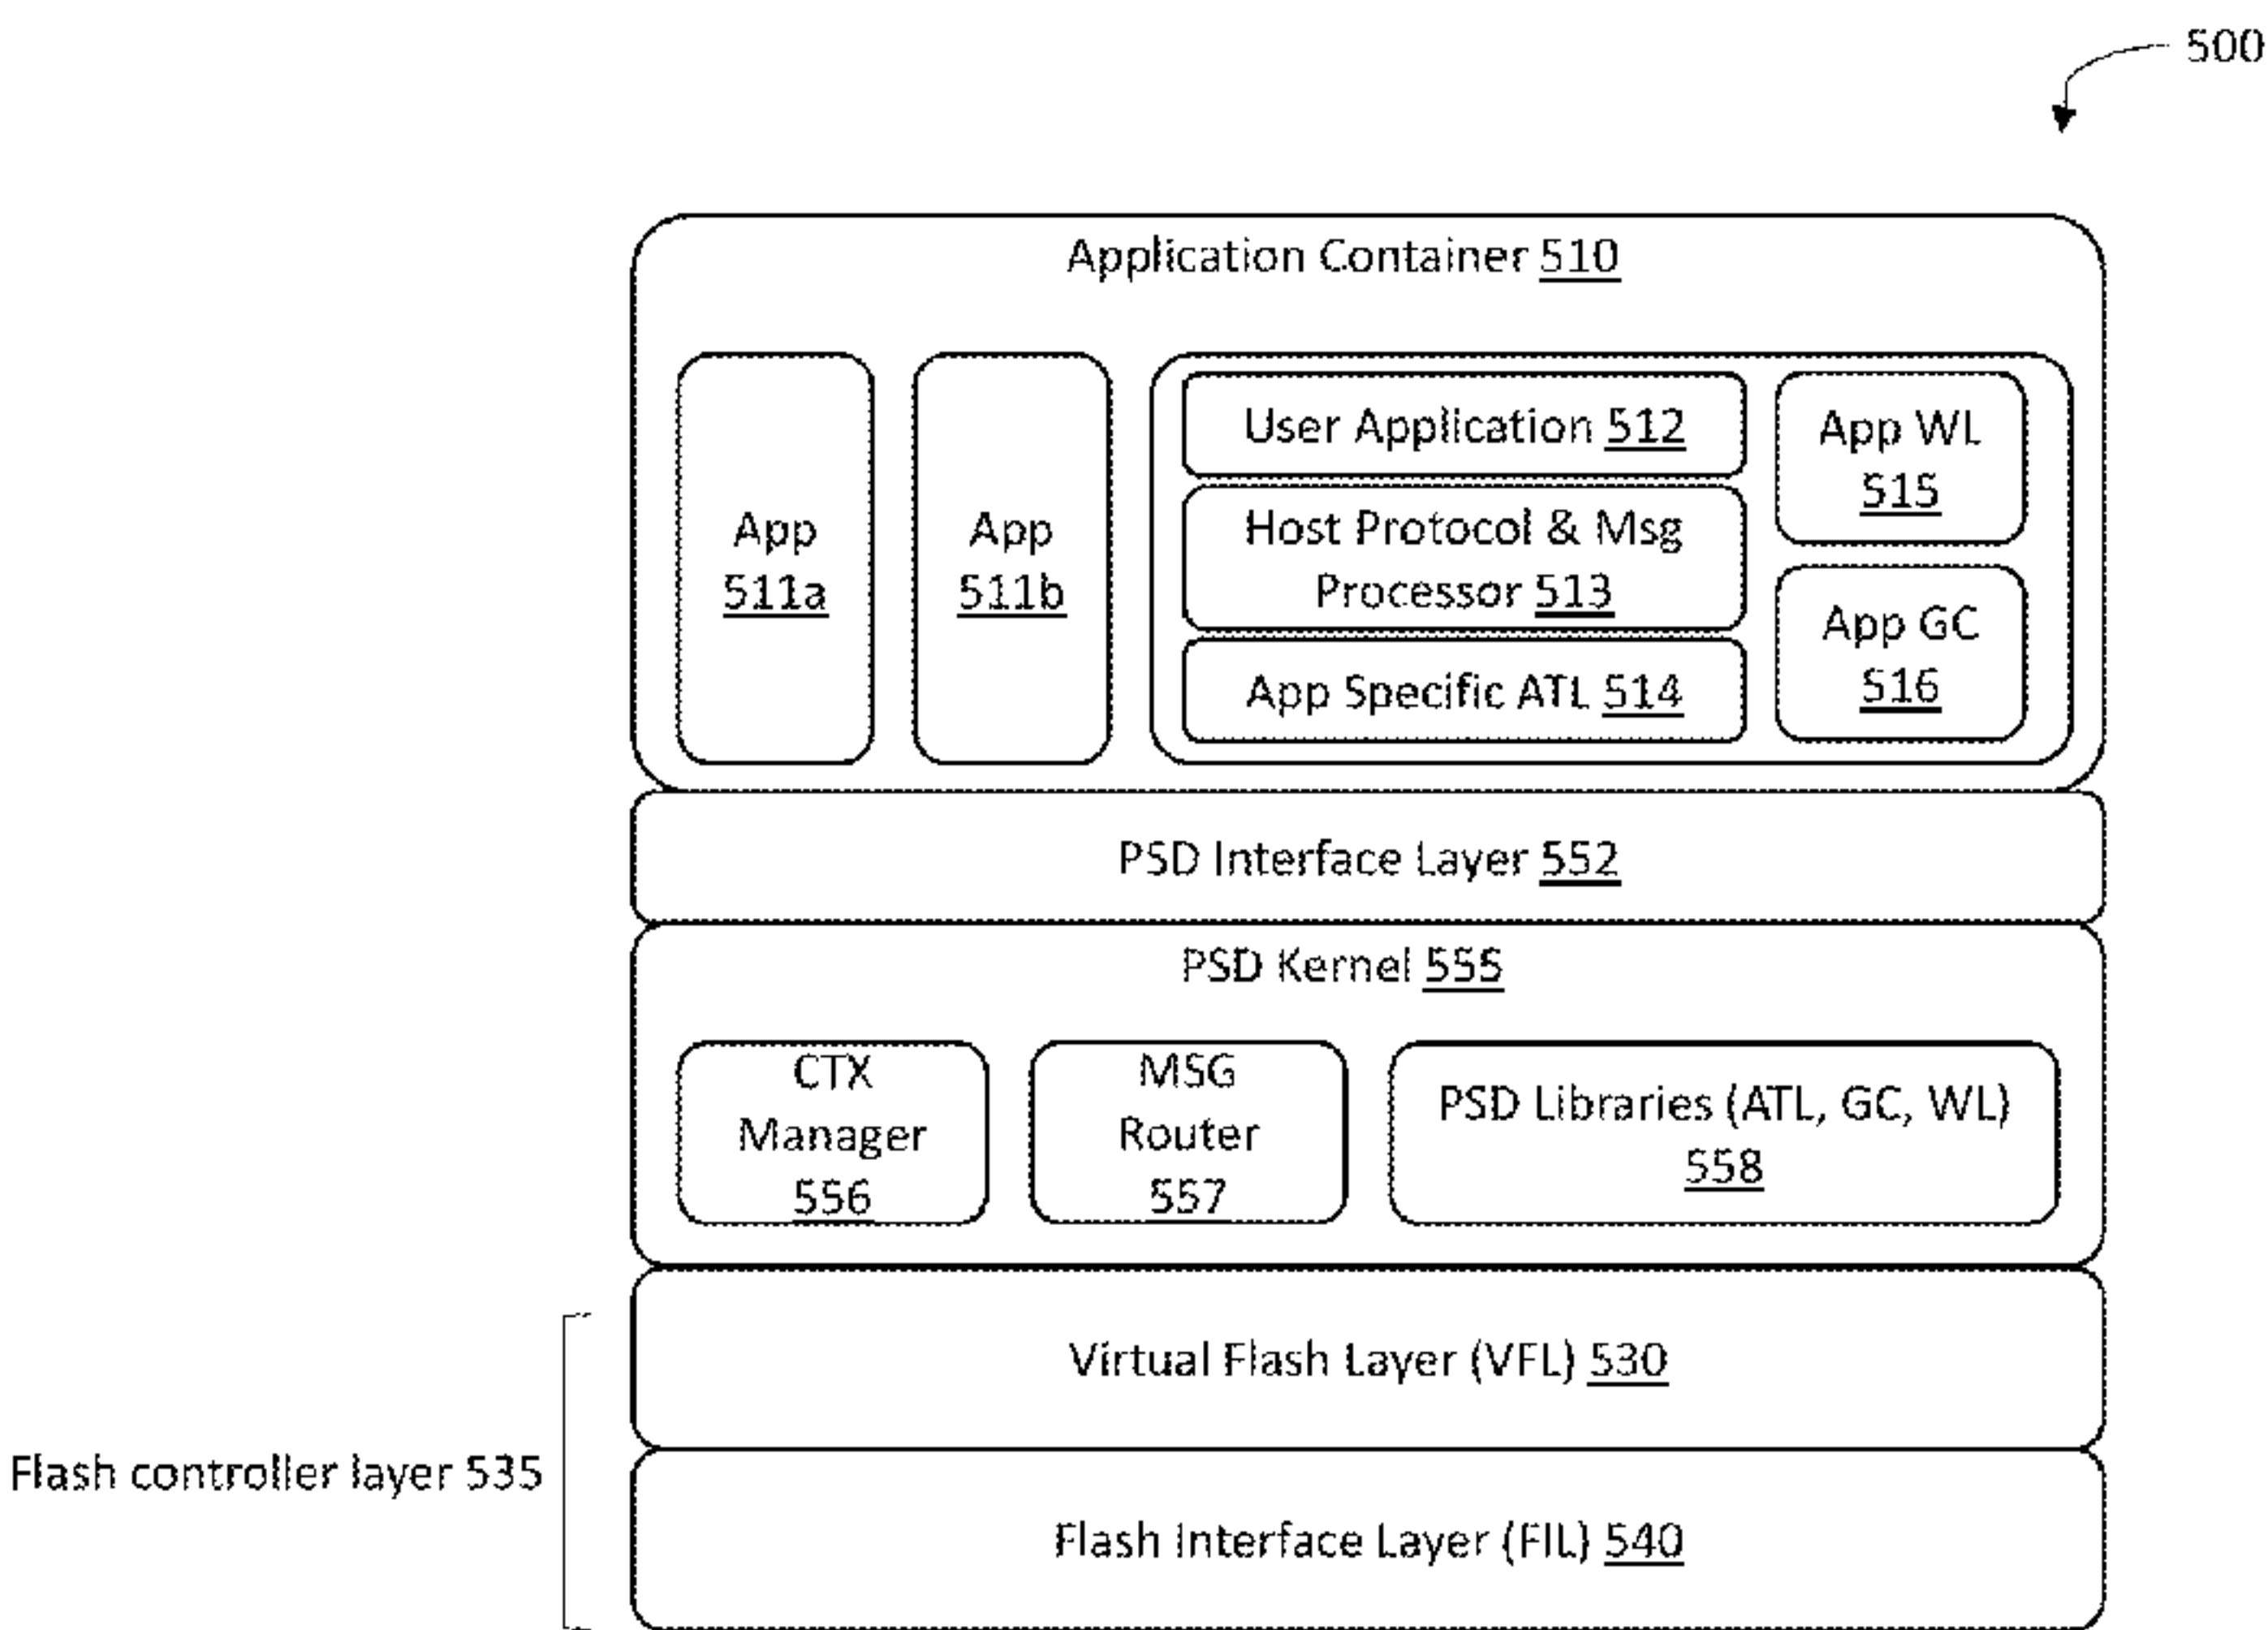 500
Application Container 510
App
511a
App
511b
User Application 512
Host Protocol & Msg
Processor 513
App Specific ATL 514
App WL
515
App GC
516
PSD Interface Layer 552
PSD Kernel 555
CTX
Manager
556
MSG
Router
557
PSD Libraries (ATL, GC, WL)
558
Virtual Flash Layer (VFL) 530
Flash controller layer 535
Flash Interface Layer (FIL) 540